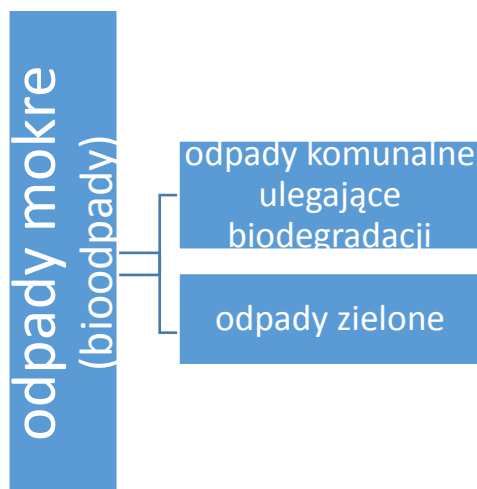 odpady mokre
(bioodpady)
odpady komunalne
ulegające
biodegradacji
odpady zielone